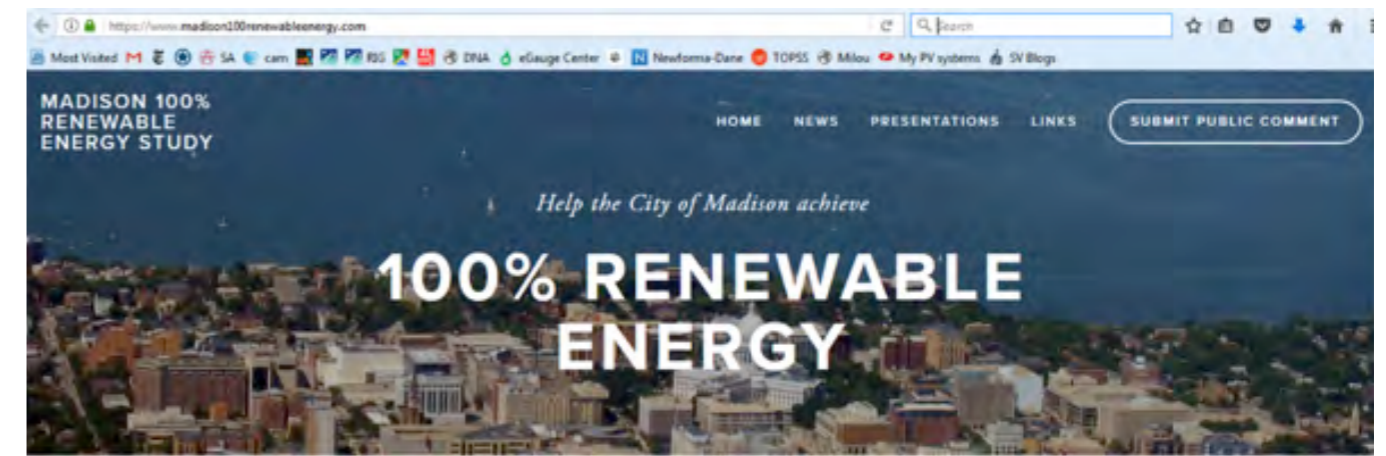 https://www.madison100renewableenergy.com
Search
Most Visited SA cam RIG DNA eGauge Center Newforma-Dane TOPSS Milou My PV systems SV Blogs
MADISON 100%
RENEWABLE
ENERGY STUDY
HOME NEWS PRESENTATIONS LINKS SUBMIT PUBLIC COMMENT
Help the City of Madison achieve
100% RENEWABLE
ENERGY